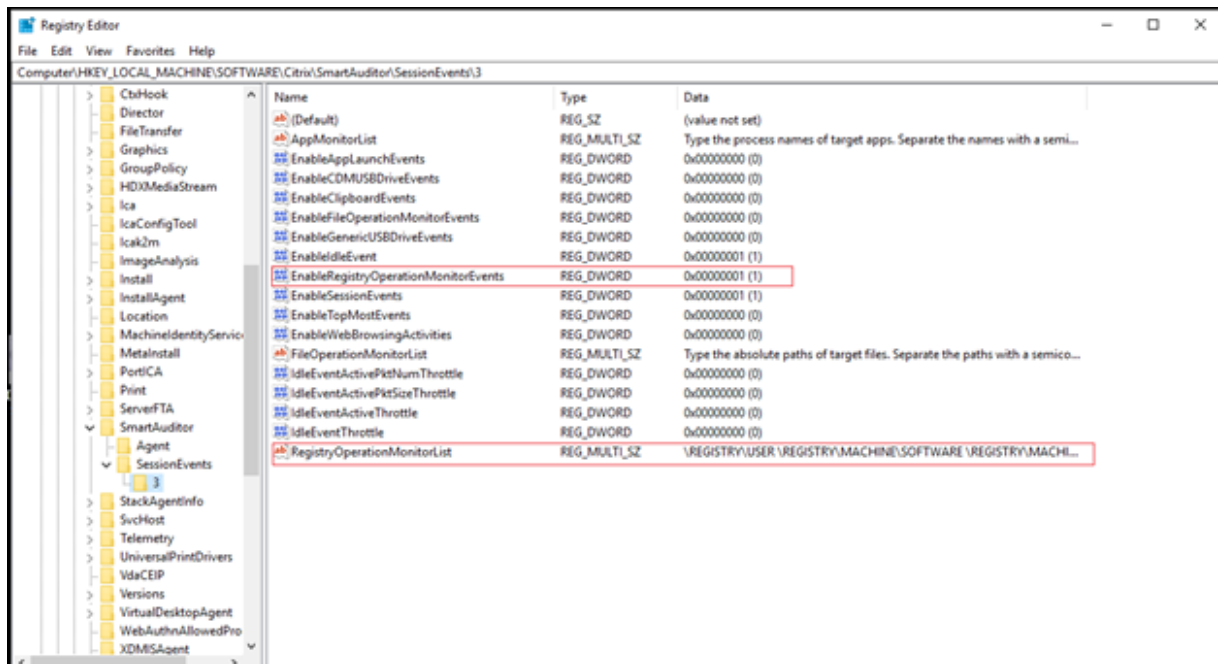 Registry Editor
File Edit View Favorites Help
Computer\HKEY_LOCAL_MACHINE\SOFTWARE\Citrix\SmartAuditor\SessionEvents\3
CtxHook
Director
FileTransfer
Graphics
GroupPolicy
HDXMediaStream
Ica
IcaConfigTool
Icak2m
ImageAnalysis
Install
InstallAgent
Location
MachineIdentityServic
MetaInstall
PortICA
Print
ServerFTA
SmartAuditor
Agent
SessionEvents
3
StackAgentInfo
SvcHost
Telemetry
UniversalPrintDrivers
VdaCEIP
Versions
VirtualDesktopAgent
WebAuthnAllowedPro
XDMISAgent
Name Type Data
(Default) REG_SZ (value not set)
AppMonitorList REG_MULTI_SZ Type the process names of target apps. Separate the names with a semi...
EnableAppLaunchEvents REG_DWORD 0x00000000 (0)
EnableCDMUSBDriveEvents REG_DWORD 0x00000000 (0)
EnableClipboardEvents REG_DWORD 0x00000000 (0)
EnableFileOperationMonitorEvents REG_DWORD 0x00000000 (0)
EnableGenericUSBDriveEvents REG_DWORD 0x00000000 (0)
EnableIdleEvent REG_DWORD 0x00000001 (1)
EnableRegistryOperationMonitorEvents REG_DWORD 0x00000001 (1)
EnableSessionEvents REG_DWORD 0x00000001 (1)
EnableTopMostEvents REG_DWORD 0x00000000 (0)
EnableWebBrowsingActivities REG_DWORD 0x00000000 (0)
FileOperationMonitorList REG_MULTI_SZ Type the absolute paths of target files. Separate the paths with a semico...
IdleEventActivePktNumThrottle REG_DWORD 0x00000000 (0)
IdleEventActivePktSizeThrottle REG_DWORD 0x00000000 (0)
IdleEventActiveThrottle REG_DWORD 0x00000000 (0)
IdleEventThrottle REG_DWORD 0x00000000 (0)
RegistryOperationMonitorList REG_MULTI_SZ \REGISTRY\USER \REGISTRY\MACHINE\SOFTWARE \REGISTRY\MACHI...